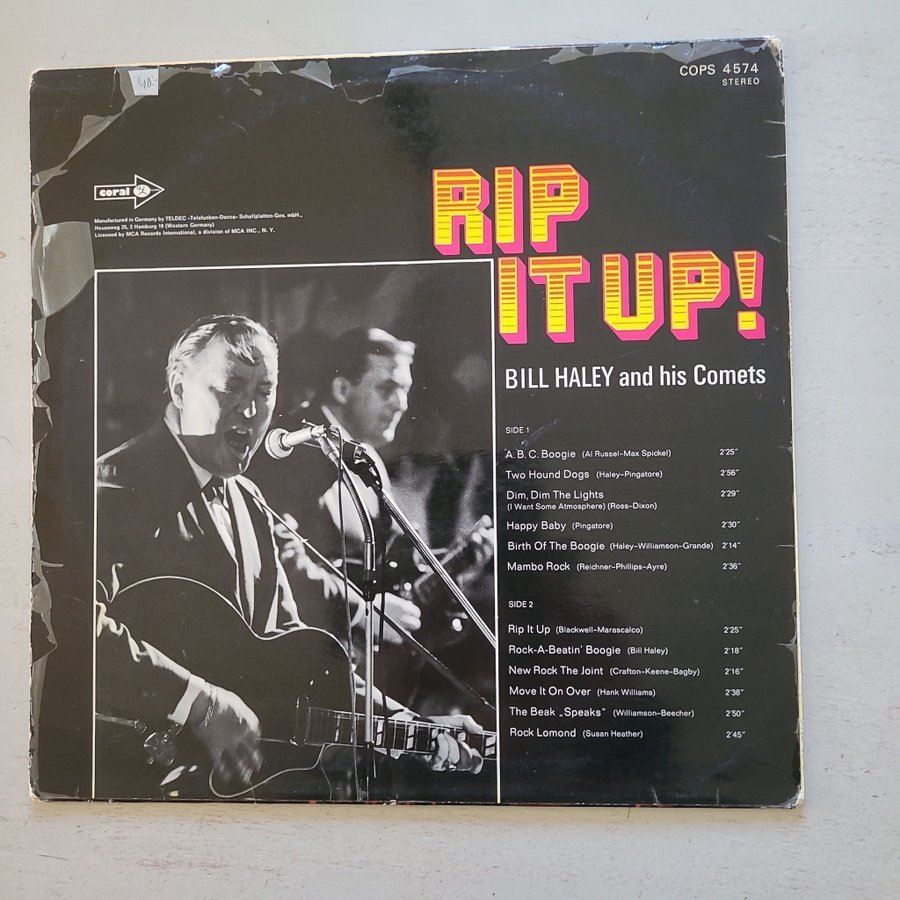 40.-
COPS 4574
STEREO
coral
Manufactured in Germany by TELDEC »Telefunken-Decca« Schallplatten-Ges. mbH.,
Heussweg 25, 2 Hamburg 19 (Western Germany)
Licensed by MCA Records International, a division of MCA INC., N. Y.
RIP
IT UP!
BILL HALEY and his Comets
SIDE 1
A. B. C. Boogie (Al Russel–Max Spickel) 2'25"
Two Hound Dogs (Haley–Pingatore) 2'56"
Dim, Dim The Lights 2'29"
(I Want Some Atmosphere) (Ross–Dixon)
Happy Baby (Pingatore) 2'30"
Birth Of The Boogie (Haley–Williamson–Grande) 2'14"
Mambo Rock (Reichner–Phillips–Ayre) 2'36"
SIDE 2
Rip It Up (Blackwell–Marascalco) 2'25"
Rock-A-Beatin' Boogie (Bill Haley) 2'18"
New Rock The Joint (Crafton–Keene–Bagby) 2'16"
Move It On Over (Hank Williams) 2'38"
The Beak „Speaks" (Williamson–Beecher) 2'50"
Rock Lomond (Susan Heather) 2'45"